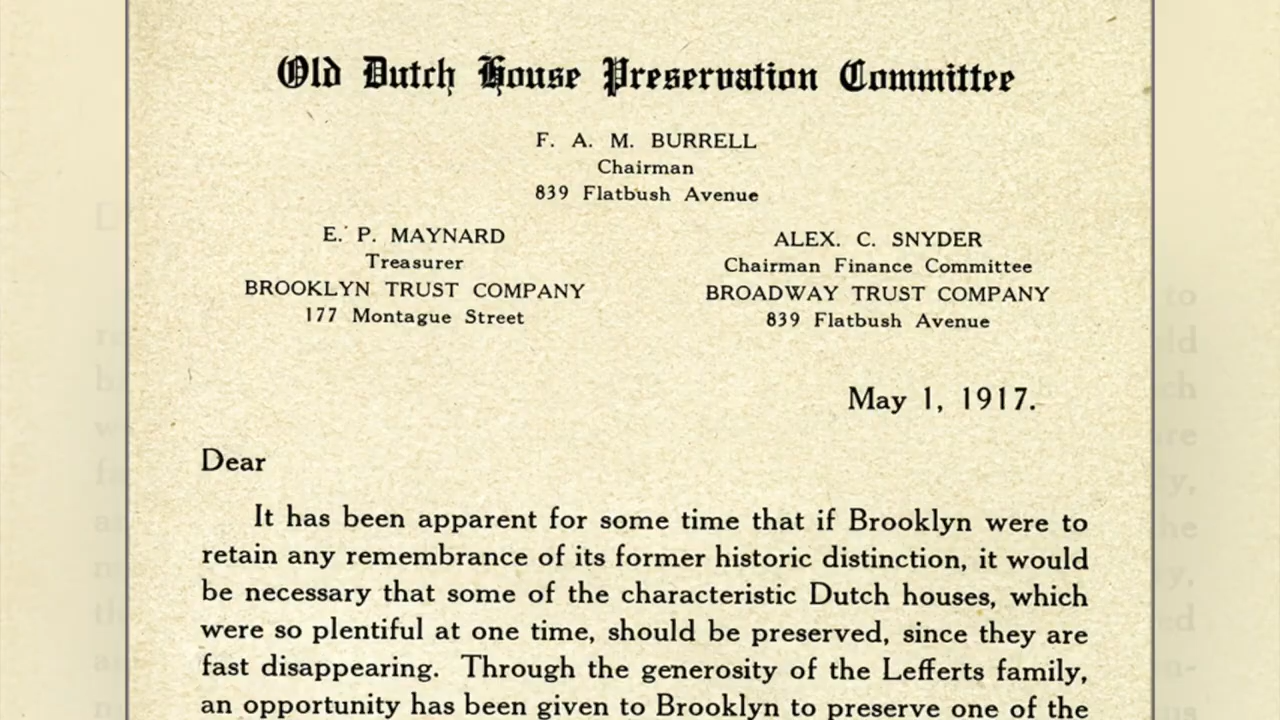 Old Dutch House Preservation Committee
F. A. M. BURRELL
Chairman
839 Flatbush Avenue
E. P. MAYNARD
Treasurer
BROOKLYN TRUST COMPANY
177 Montague Street
ALEX. C. SNYDER
Chairman Finance Committee
BROADWAY TRUST COMPANY
839 Flatbush Avenue
May 1, 1917.
Dear
It has been apparent for some time that if Brooklyn were to
retain any remembrance of its former historic distinction, it would
be necessary that some of the characteristic Dutch houses, which
were so plentiful at one time, should be preserved, since they are
fast disappearing. Through the generosity of the Lefferts family,
an opportunity has been given to Brooklyn to preserve one of the